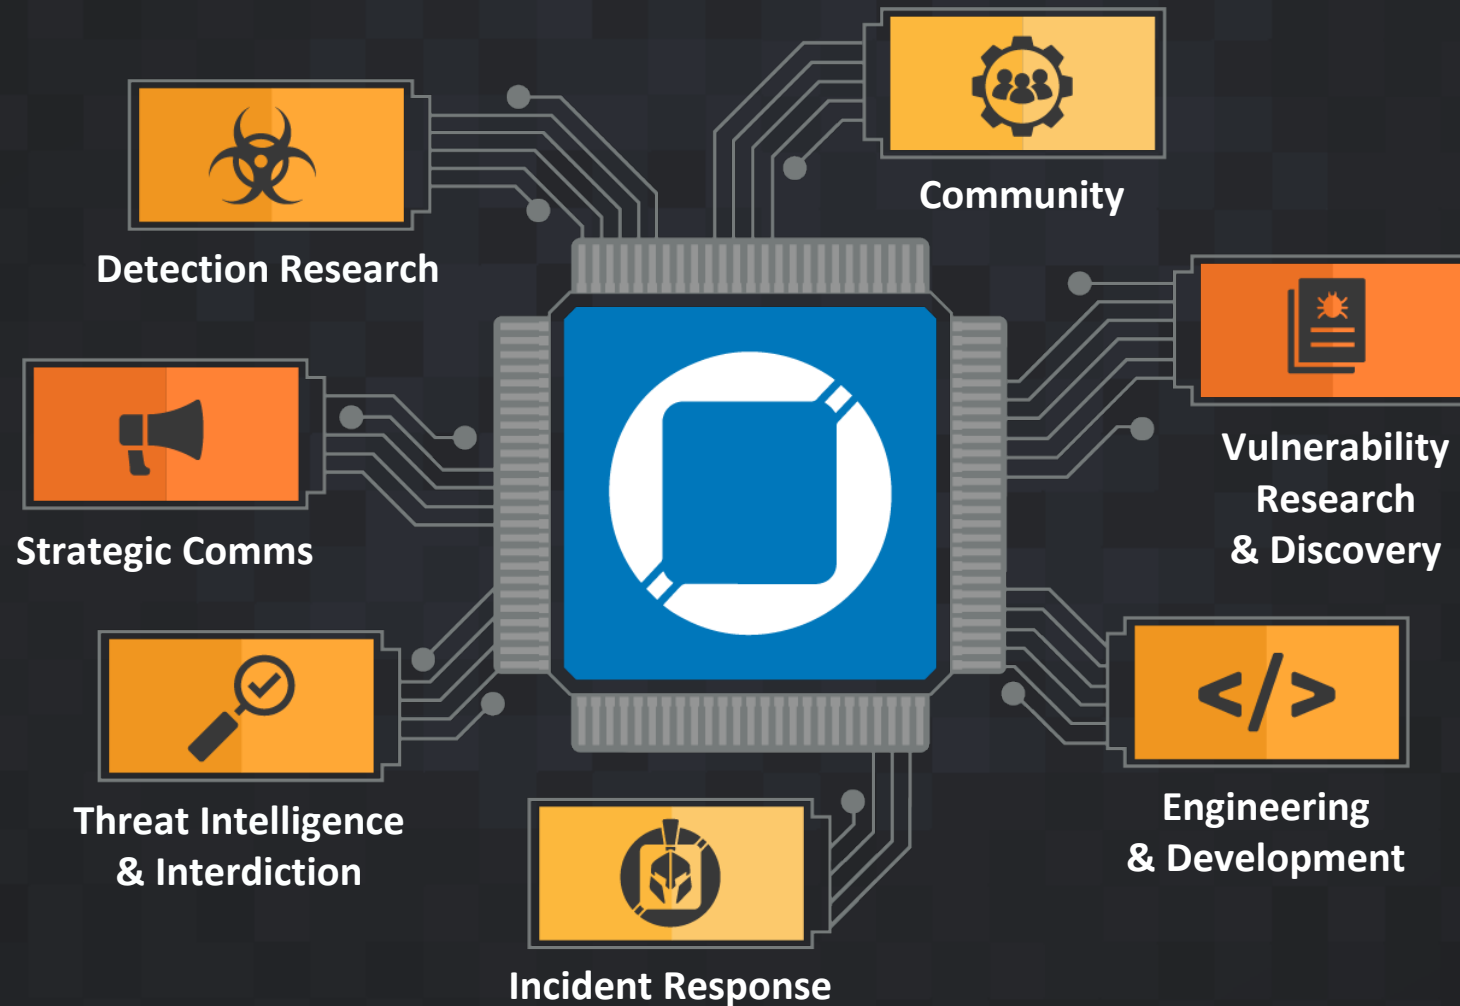 Community
Detection Research
Vulnerability
Research
& Discovery
Strategic Comms
Threat Intelligence
& Interdiction
Engineering
& Development
Incident Response